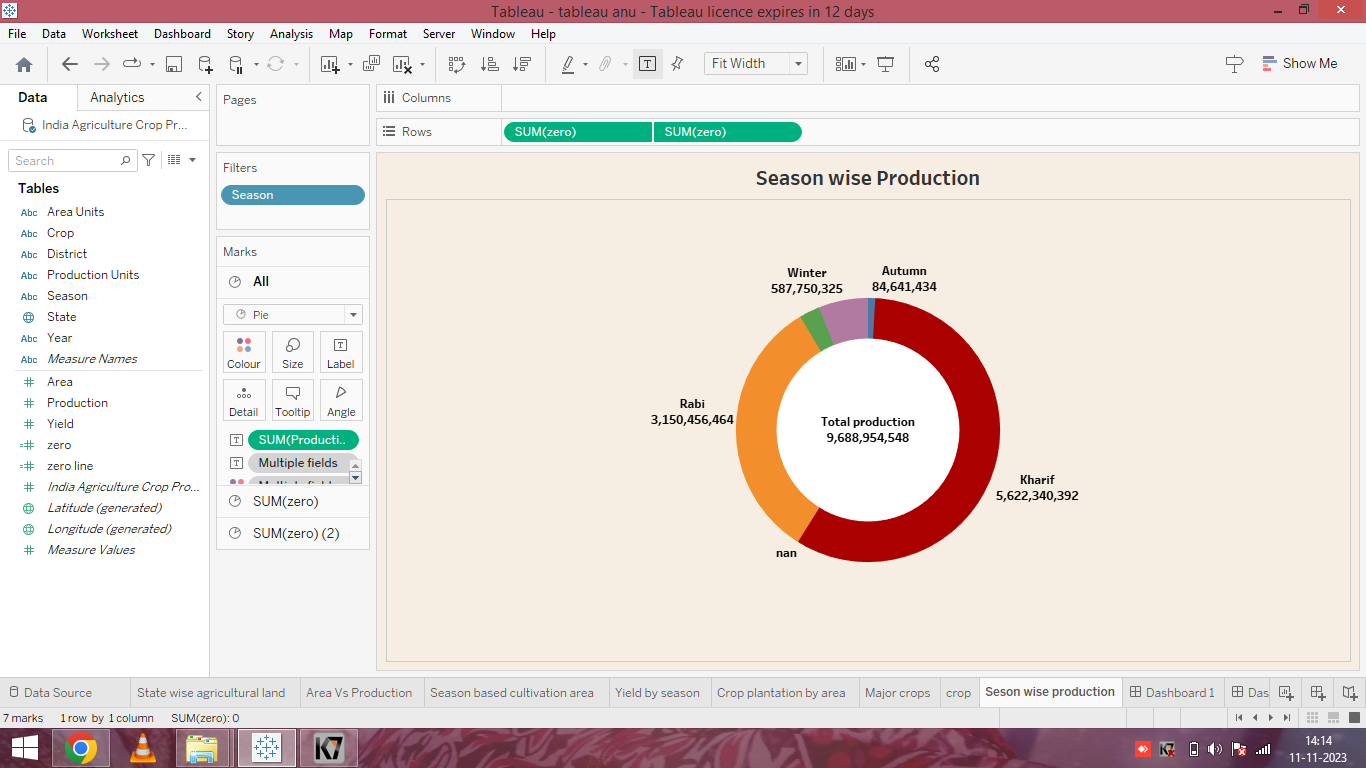 Tableau - tableau anu - Tableau licence expires in 12 days
File Data Worksheet Dashboard Story Analysis Map Format Server Window Help
Fit Width
Show Me
Data Analytics
India Agriculture Crop Pr...
Search
Tables
Abc Area Units
Abc Crop
Abc District
Abc Production Units
Abc Season
State
Abc Year
Abc Measure Names
# Area
# Production
# Yield
=# zero
=# zero line
# India Agriculture Crop Pro...
Latitude (generated)
Longitude (generated)
# Measure Values
Pages
Filters
Season
Marks
All
Pie
Colour Size Label
Detail Tooltip Angle
T SUM(Producti..
T Multiple fields
SUM(zero)
SUM(zero) (2)
Columns
Rows SUM(zero) SUM(zero)
Season wise Production
Winter
587,750,325
Autumn
84,641,434
Rabi
3,150,456,464
Total production
9,688,954,548
Kharif
5,622,340,392
nan
Data Source State wise agricultural land Area Vs Production Season based cultivation area Yield by season Crop plantation by area Major crops crop Seson wise production Dashboard 1 Das
7 marks 1 row by 1 column SUM(zero): 0
K7
14:14
11-11-2023